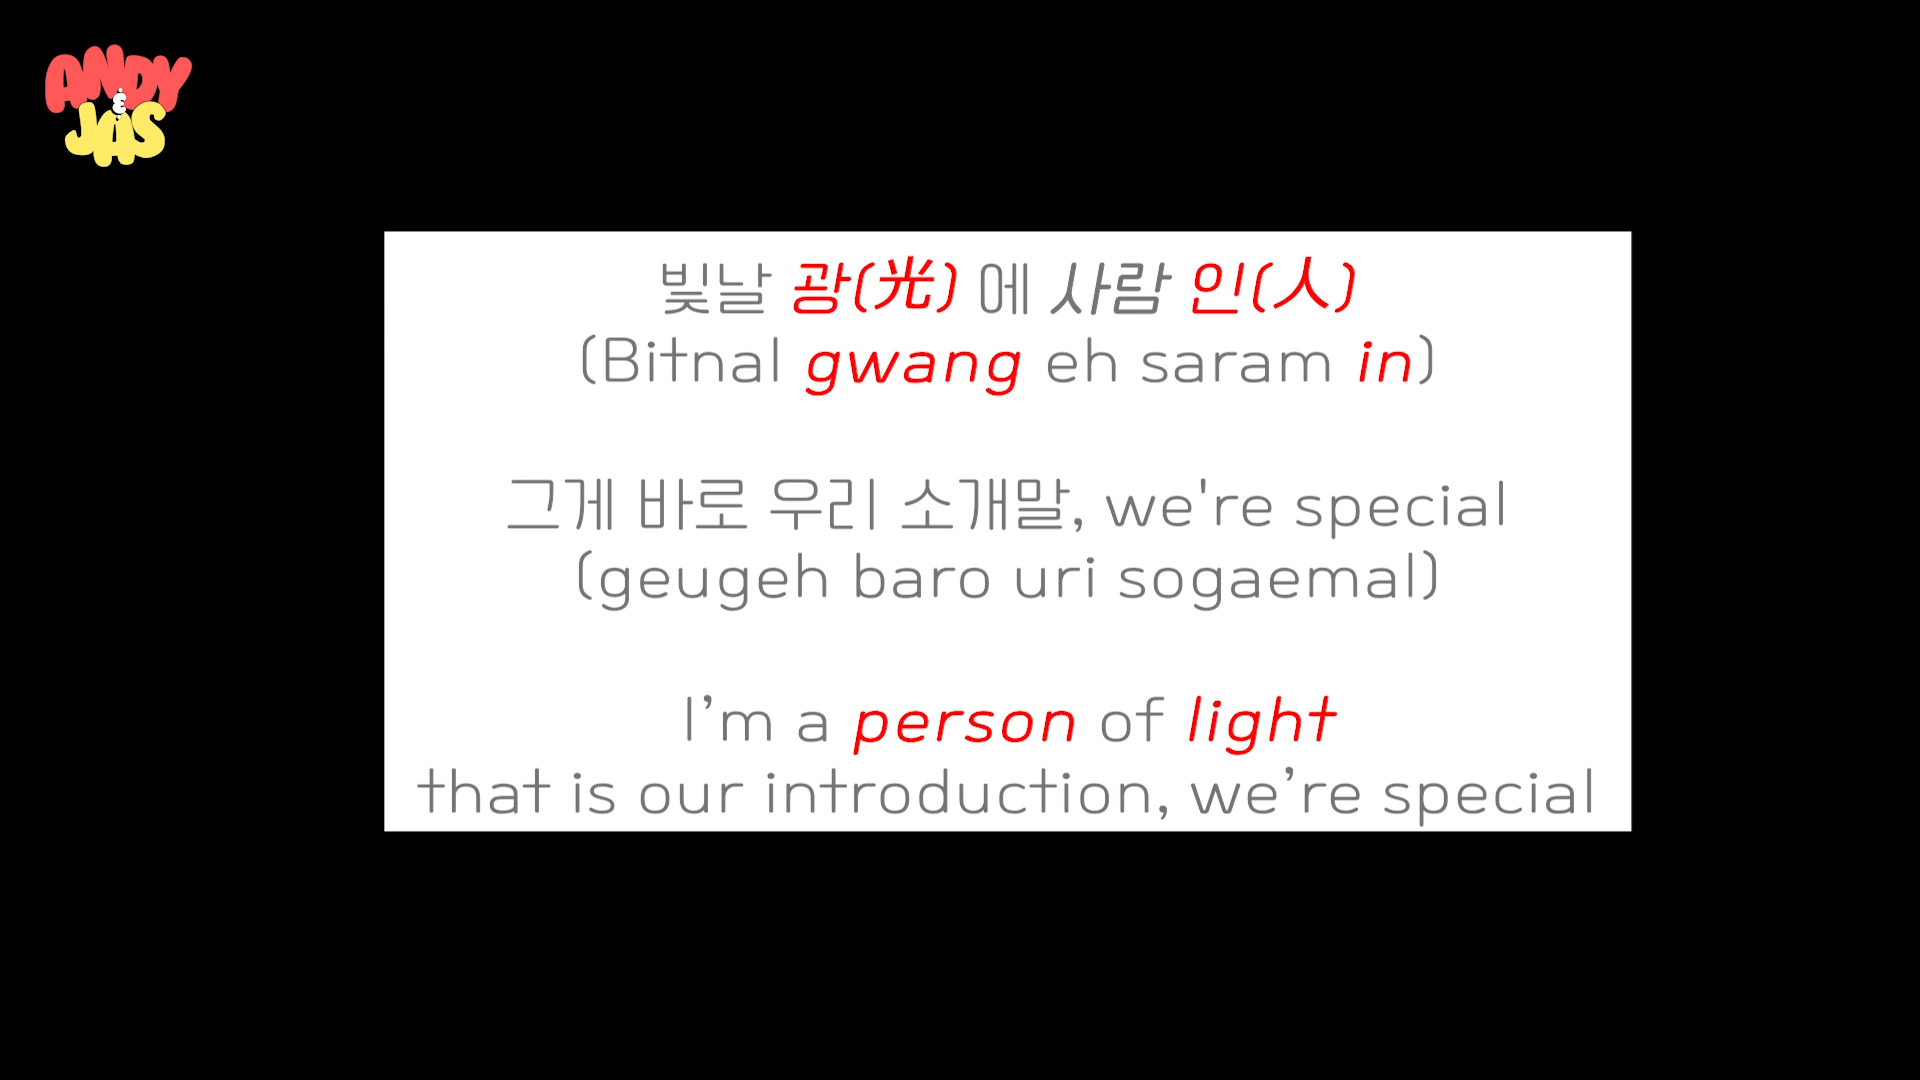 ANDY
&
JAS
빛날 광(光) 에 사람 인(人)
(Bitnal gwang eh saram in)
그게 바로 우리 소개말, we're special
(geugeh baro uri sogaemal)
I’m a person of light
that is our introduction, we’re special